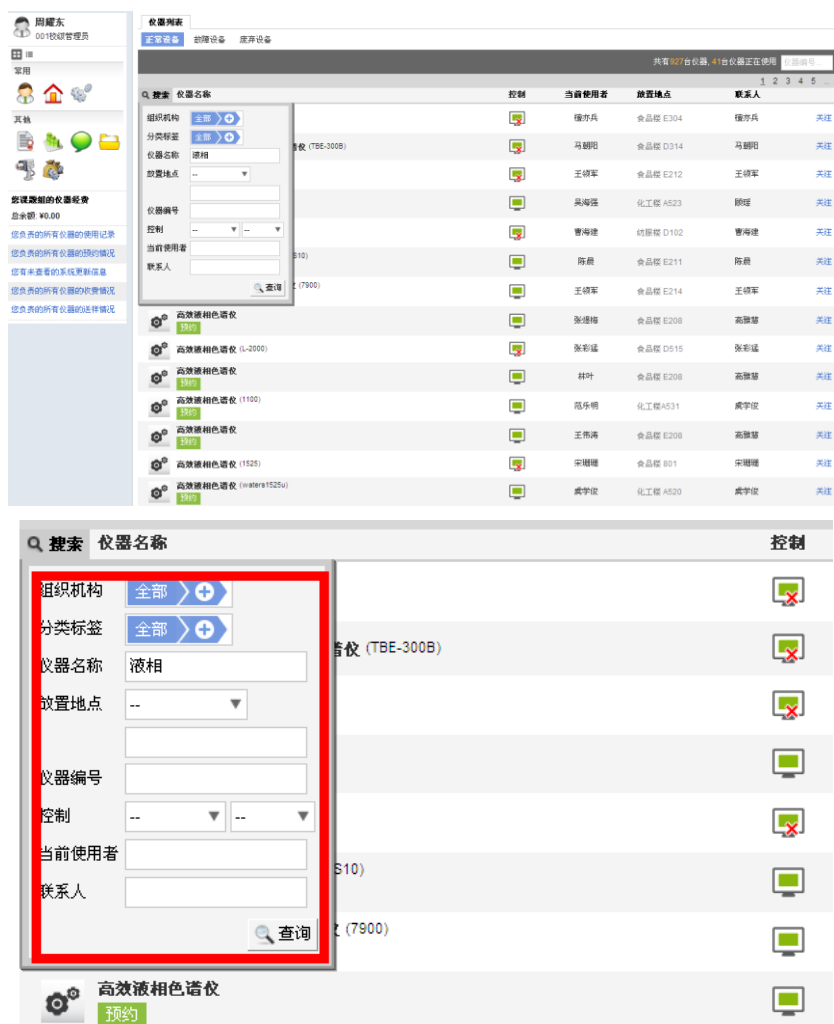 周耀东
001校级管理员
常用
其他
您课题组的仪器经费
总余额 ¥0.00
您负责的所有仪器的使用记录
您负责的所有仪器的预约情况
您有未查看的系统更新信息
您负责的所有仪器的收费情况
您负责的所有仪器的送样情况
仪器列表
正常设备 故障设备 废弃设备
共有827台仪器, 41台仪器正在使用 仪器编号...
1 2 3 4 5 ...
搜索 仪器名称 控制 当前使用者 放置地点 联系人
组织机构 全部
分类标签 全部
仪器名称 液相
放置地点 --
仪器编号
控制 -- --
当前使用者
联系人
查询
食品楼 E304 关注
谱仪 (TBE-300B) 马朝阳 食品楼 D314 马朝阳 关注
王领军 食品楼 E212 王领军 关注
吴海强 化工楼 A523 顾瑶 关注
曹海建 纺服楼 D102 曹海建 关注
S10) 陈晨 食品楼 E211 陈晨 关注
(7900) 王领军 食品楼 E214 王领军 关注
高效液相色谱仪 张煜梅 食品楼 E208 高雅慧 关注
预约
高效液相色谱仪 (L-2000) 张彩猛 食品楼 D515 张彩猛 关注
高效液相色谱仪 林叶 食品楼 E208 高雅慧 关注
预约
高效液相色谱仪 (1100) 范乐明 化工楼A531 虞学俊 关注
预约
高效液相色谱仪 王伟涛 食品楼 E208 高雅慧 关注
预约
高效液相色谱仪 (1525) 宋珊珊 食品楼 801 宋珊珊 关注
高效液相色谱仪 (waters1525u) 虞学俊 化工楼 A520 虞学俊 关注
预约
搜索 仪器名称 控制
组织机构 全部
分类标签 全部
仪器名称 液相
谱仪 (TBE-300B)
放置地点 --
仪器编号
控制 -- --
当前使用者
S10)
联系人
查询
仪 (7900)
高效液相色谱仪
预约